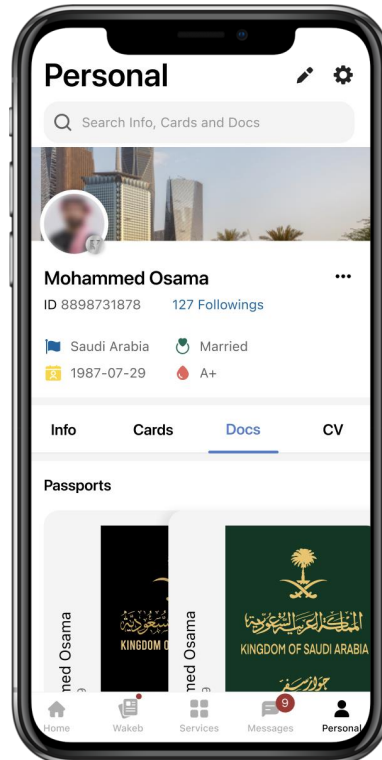 Personal
Search Info, Cards and Docs
Mohammed Osama
ID 8898731878 127 Followings
Saudi Arabia Married
1987-07-29 A+
Info Cards Docs CV
Passports
KINGDOM O
المملكة العربية السعودية
KINGDOM OF SAUDI ARABIA
جواز سفر
med Osama
med Osama
9
Home Wakeb Services Messages Personal